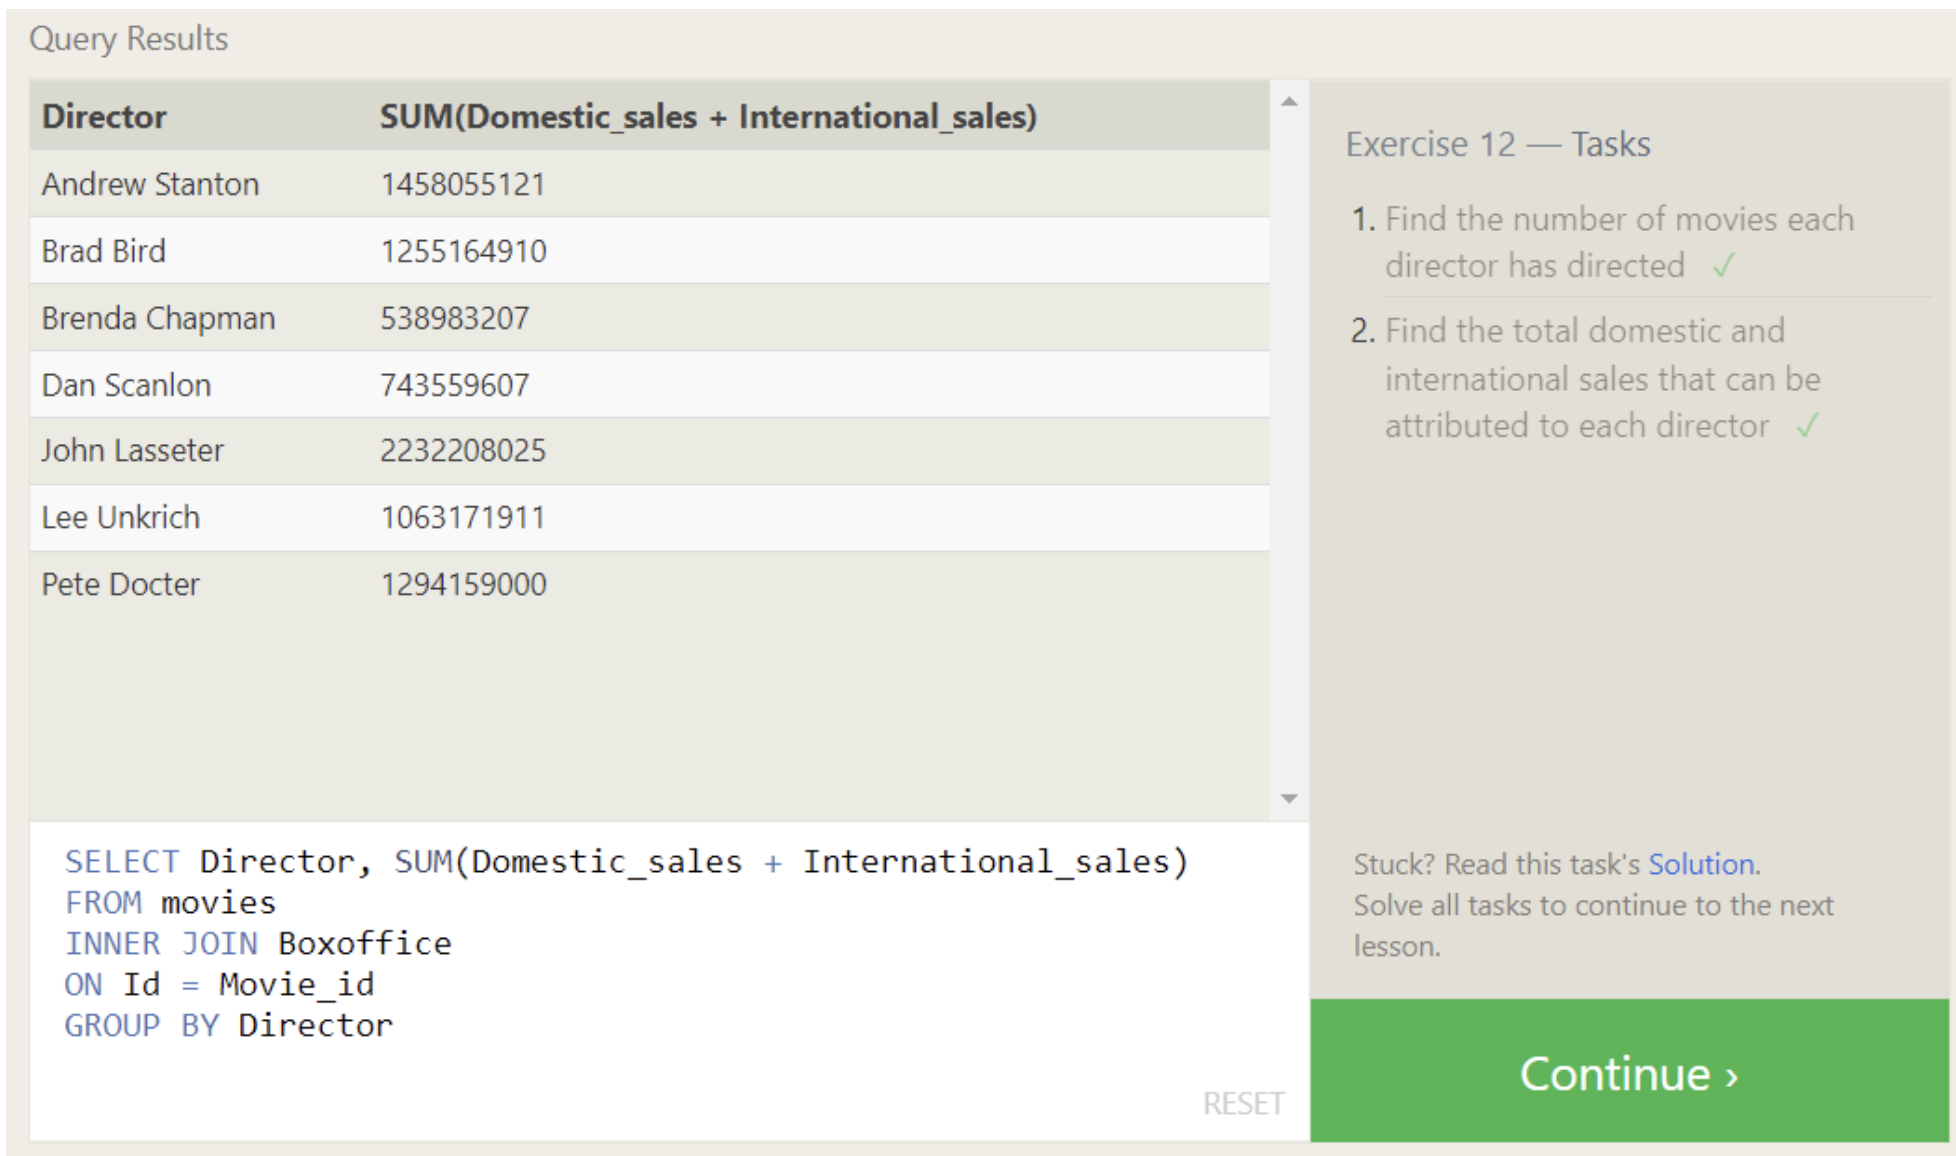 Query Results
Director SUM(Domestic_sales + International_sales)
Andrew Stanton 1458055121
Brad Bird 1255164910
Brenda Chapman 538983207
Dan Scanlon 743559607
John Lasseter 2232208025
Lee Unkrich 1063171911
Pete Docter 1294159000
SELECT Director, SUM(Domestic_sales + International_sales)
FROM movies
INNER JOIN Boxoffice
ON Id = Movie_id
GROUP BY Director
RESET
Exercise 12 — Tasks
1. Find the number of movies each
director has directed ✓
2. Find the total domestic and
international sales that can be
attributed to each director ✓
Stuck? Read this task's Solution.
Solve all tasks to continue to the next
lesson.
Continue ›